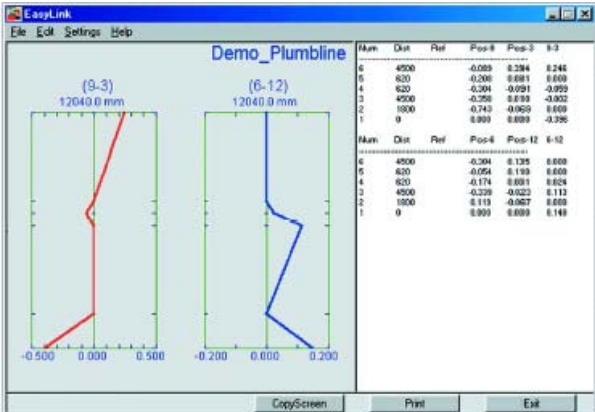 EasyLink
File Edit Settings Help
Demo_Plumbline
(9-3)
12040.0 mm
(6-12)
12040.0 mm
-0.500 0.000 0.500
-0.200 0.000 0.200
Num Dist Ref Pos-9 Pos-3 9-3
6 4500 -0.089 0.394 0.246
5 620 -0.208 0.081 0.000
4 620 -0.304 -0.091 -0.059
3 4500 -0.358 0.010 -0.002
2 1800 -0.743 -0.068 0.000
1 0 0.000 0.000 -0.396
Num Dist Ref Pos-6 Pos-12 6-12
6 4500 -0.304 0.135 0.000
5 620 -0.054 0.110 0.000
4 620 -0.174 0.001 0.024
3 4500 -0.339 -0.023 0.113
2 1800 0.113 -0.067 0.000
1 0 0.000 0.000 0.149
CopyScreen Print Exit